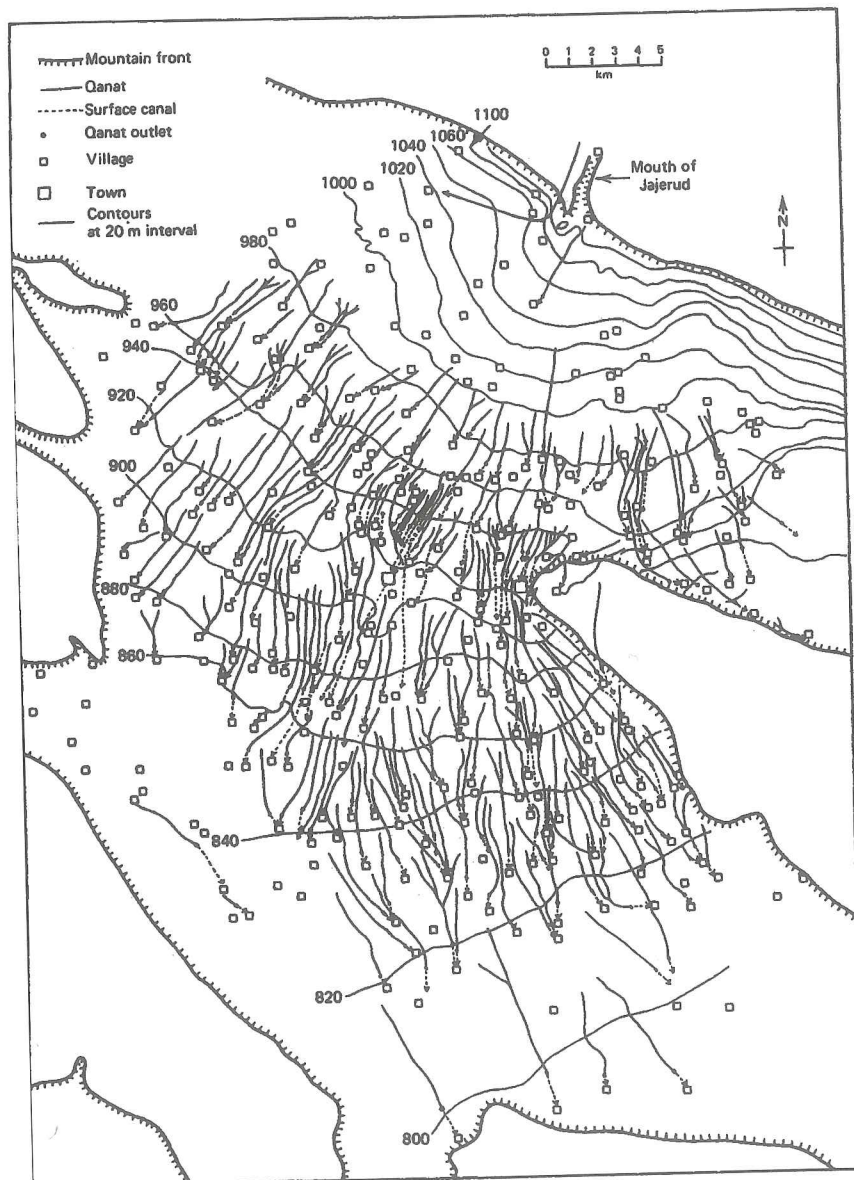 Mountain front
Qanat
Surface canal
Qanat outlet
Village
Town
Contours
at 20 m interval
0 1 2 3 4 5
km
1100
1060
1040
1020
1000
Mouth of
Jajerud
N
980
960
940
920
900
880
860
840
820
800